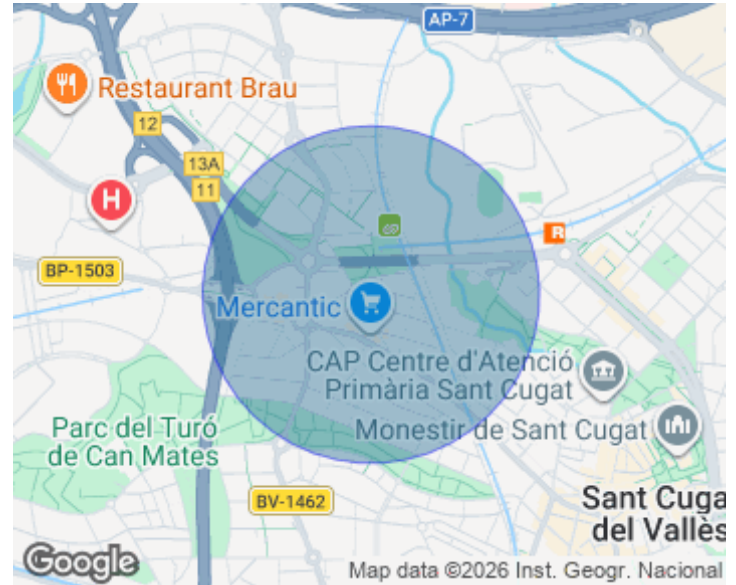 AP-7
Restaurant Brau
12
13A
11
H
R
BP-1503
Mercantic
CAP Centre d'Atenció
Primària Sant Cugat
Parc del Turó
de Can Mates
Monestir de Sant Cugat
BV-1462
Sant Cuga
del Vallès
Google
Map data ©2026 Inst. Geogr. Nacional